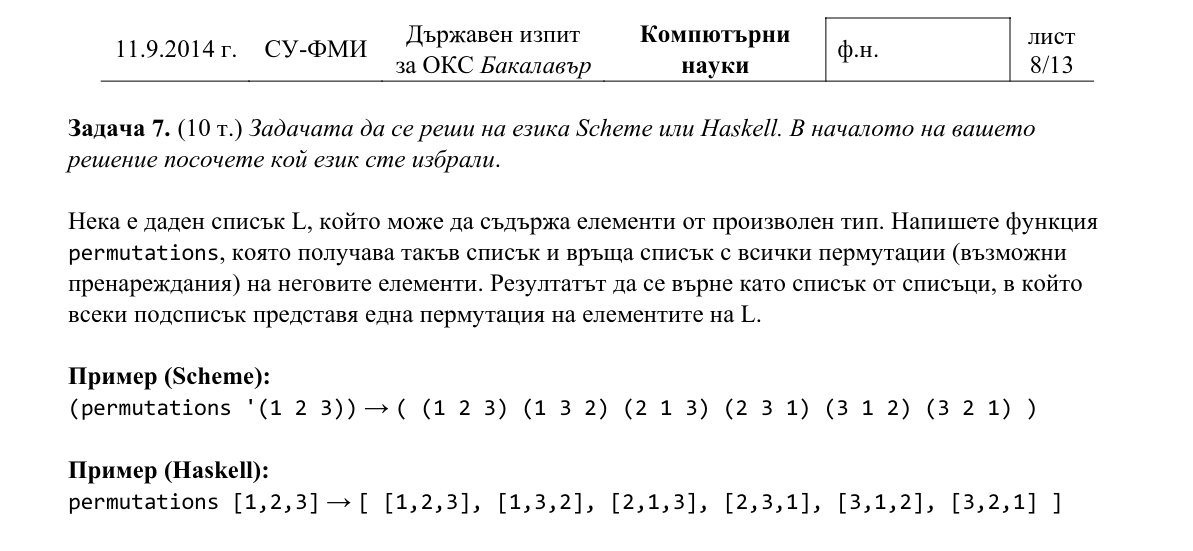 11.9.2014 г. СУ-ФМИ Държавен изпит за ОКС Бакалавър Компютърни науки ф.н. лист 8/13
Задача 7. (10 т.) Задачата да се реши на езика Scheme или Haskell. В началото на вашето
решение посочете кой език сте избрали.
Нека е даден списък L, който може да съдържа елементи от произволен тип. Напишете функция
permutations, която получава такъв списък и връща списък с всички пермутации (възможни
пренареждания) на неговите елементи. Резултатът да се върне като списък от списъци, в който
всеки подсписък представя една пермутация на елементите на L.
Пример (Scheme):
(permutations '(1 2 3)) → ( (1 2 3) (1 3 2) (2 1 3) (2 3 1) (3 1 2) (3 2 1) )
Пример (Haskell):
permutations [1,2,3] → [ [1,2,3], [1,3,2], [2,1,3], [2,3,1], [3,1,2], [3,2,1] ]